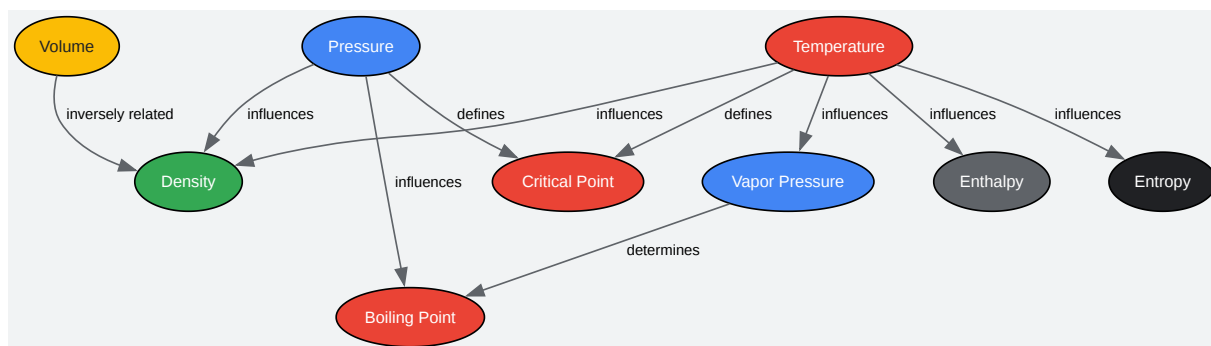 Volume
Pressure
Temperature
inversely related
influences
defines
influences
defines
influences
influences
influences
Density
influences
Critical Point
Vapor Pressure
Enthalpy
Entropy
determines
Boiling Point